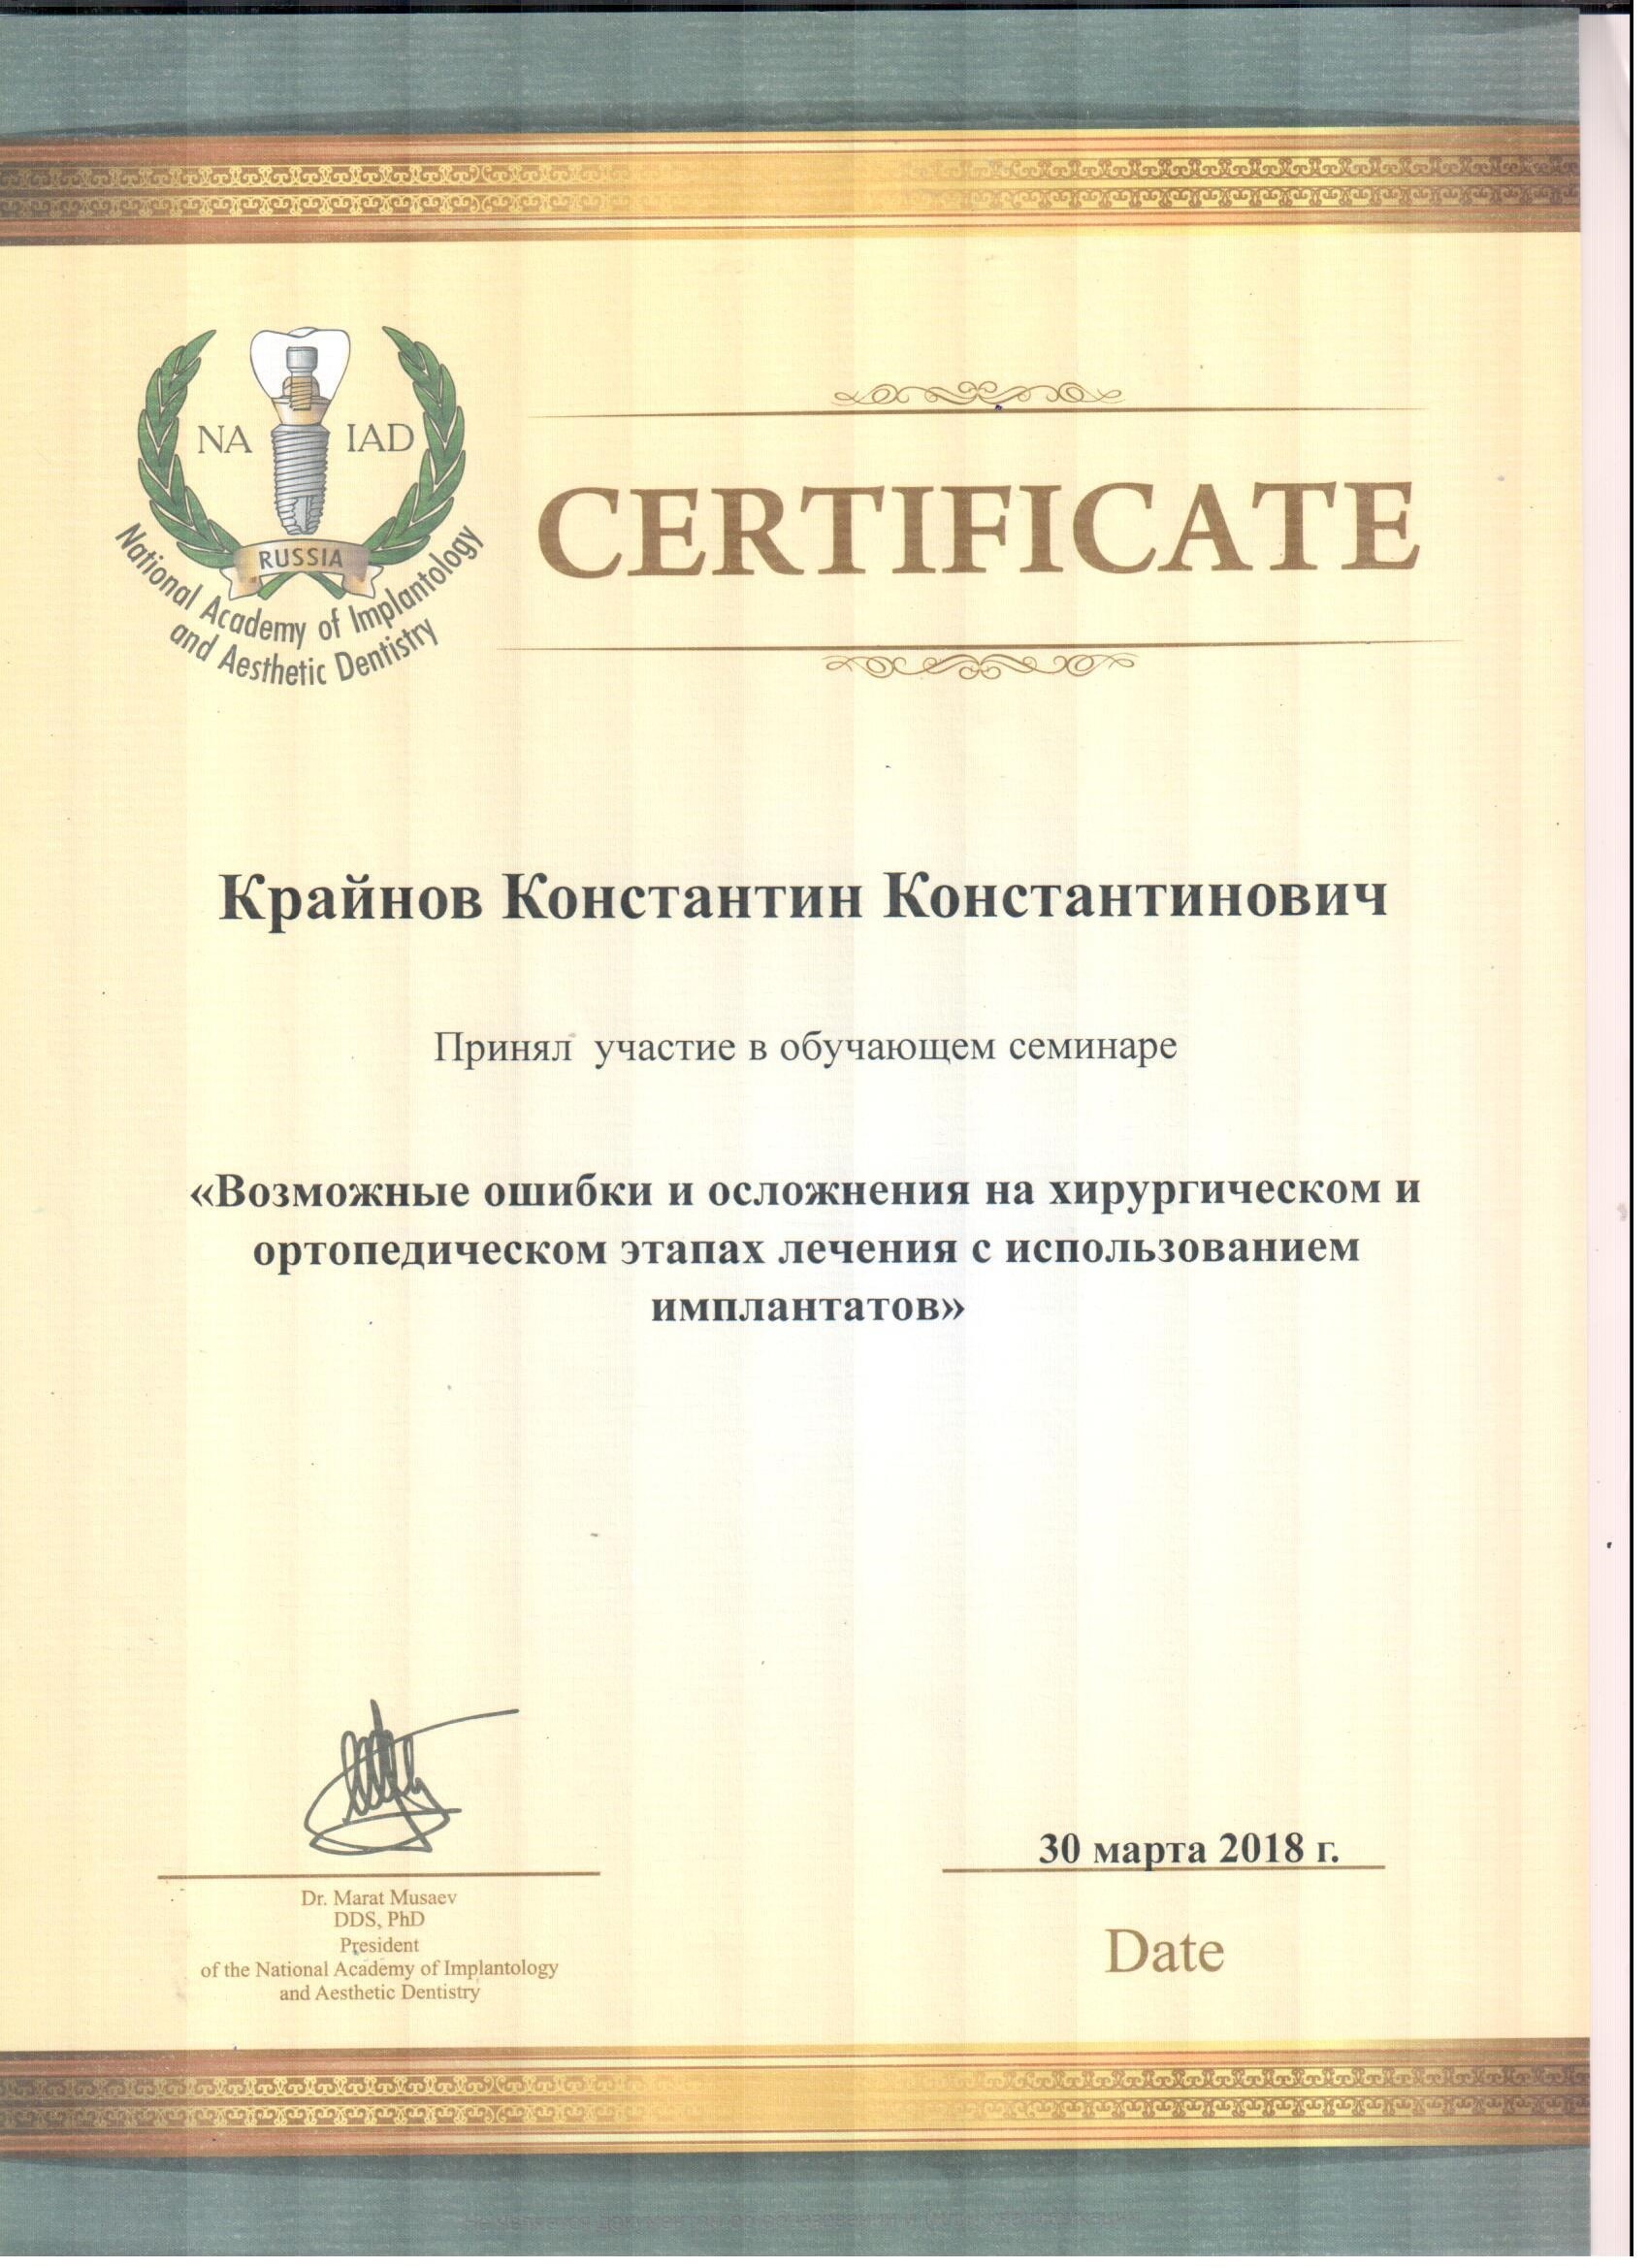 NA IAD
RUSSIA
National Academy of Implantology
and Aesthetic Dentistry
CERTIFICATE
Крайнов Константин Константинович
Принял участие в обучающем семинаре
«Возможные ошибки и осложнения на хирургическом и
ортопедическом этапах лечения с использованием
имплантатов»
Dr. Marat Musaev
DDS, PhD
President
of the National Academy of Implantology
and Aesthetic Dentistry
30 марта 2018 г.
Date